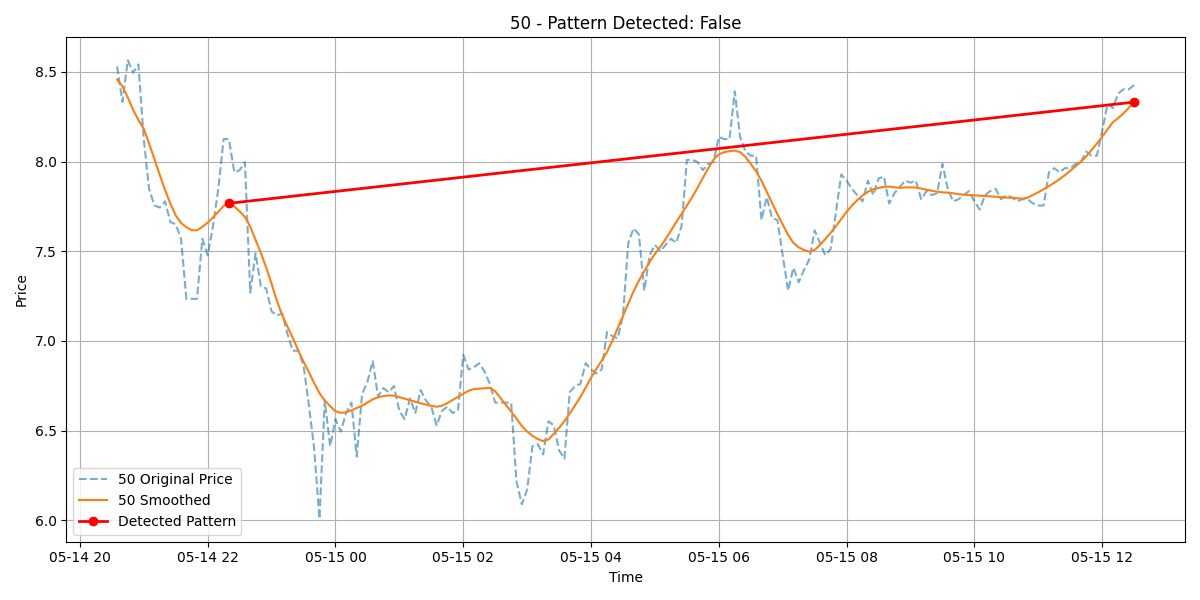 50 - Pattern Detected: False
Price
8.5
8.0
7.5
7.0
6.5
6.0
50 Original Price
50 Smoothed
Detected Pattern
05-14 20
05-14 22
05-15 00
05-15 02
05-15 04
05-15 06
05-15 08
05-15 10
05-15 12
Time